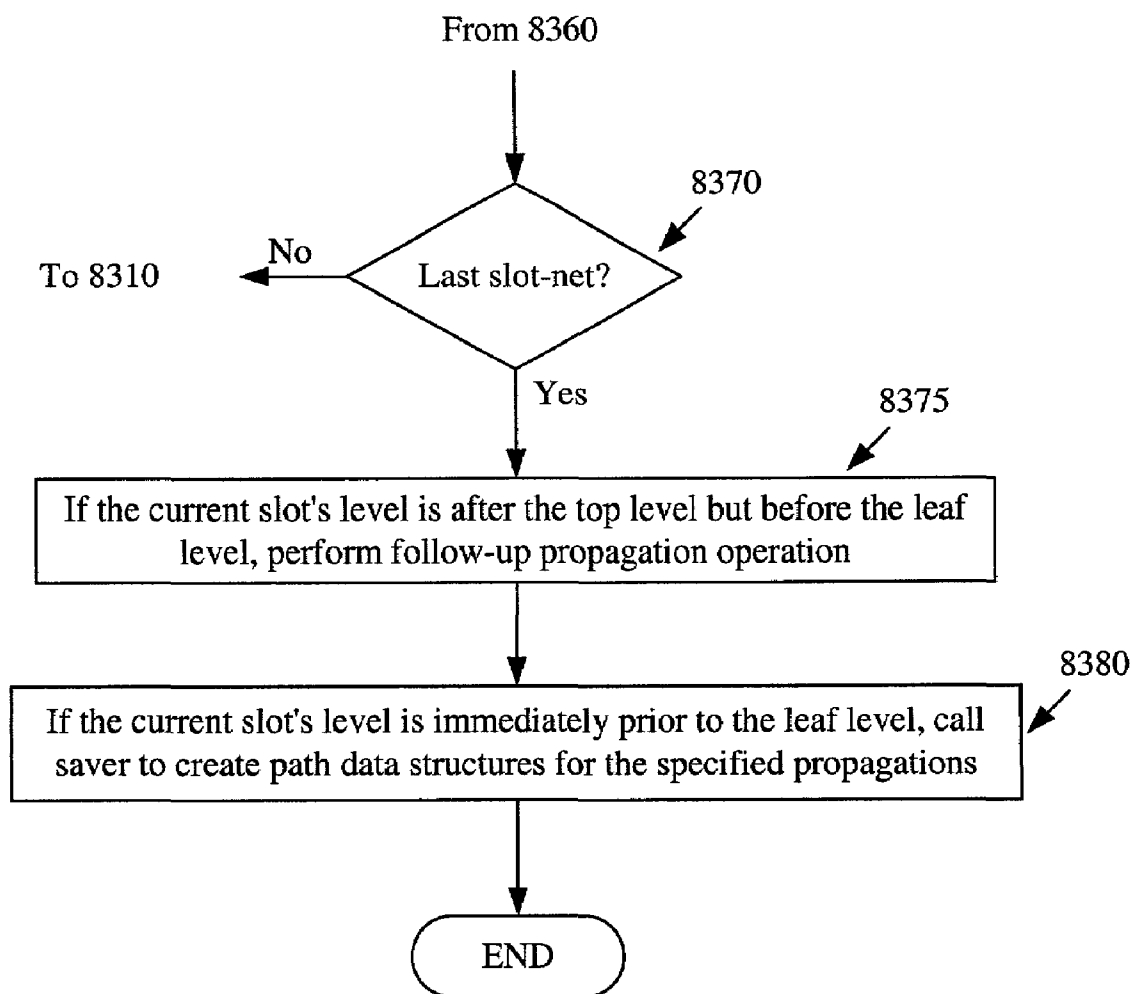 From 8360
8370
No
To 8310
Last slot-net?
Yes
8375
If the current slot's level is after the top level but before the leaf
level, perform follow-up propagation operation
8380
If the current slot's level is immediately prior to the leaf level, call
saver to create path data structures for the specified propagations
END